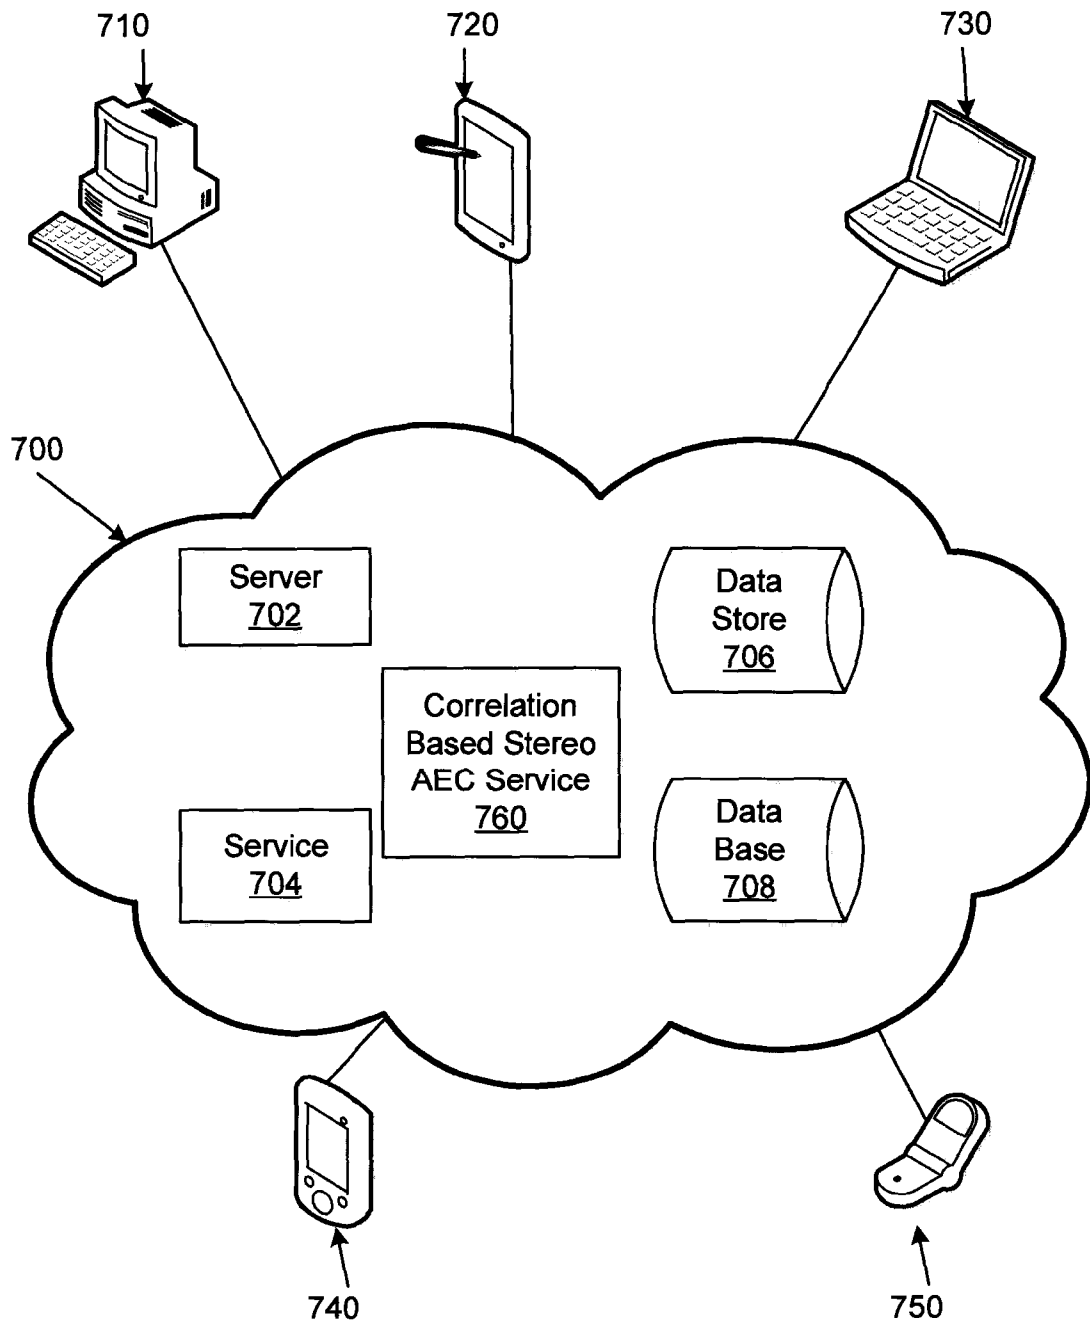 710
720
730
700
Server
702
Data
Store
706
Correlation
Based Stereo
AEC Service
760
Service
704
Data
Base
708
740
750